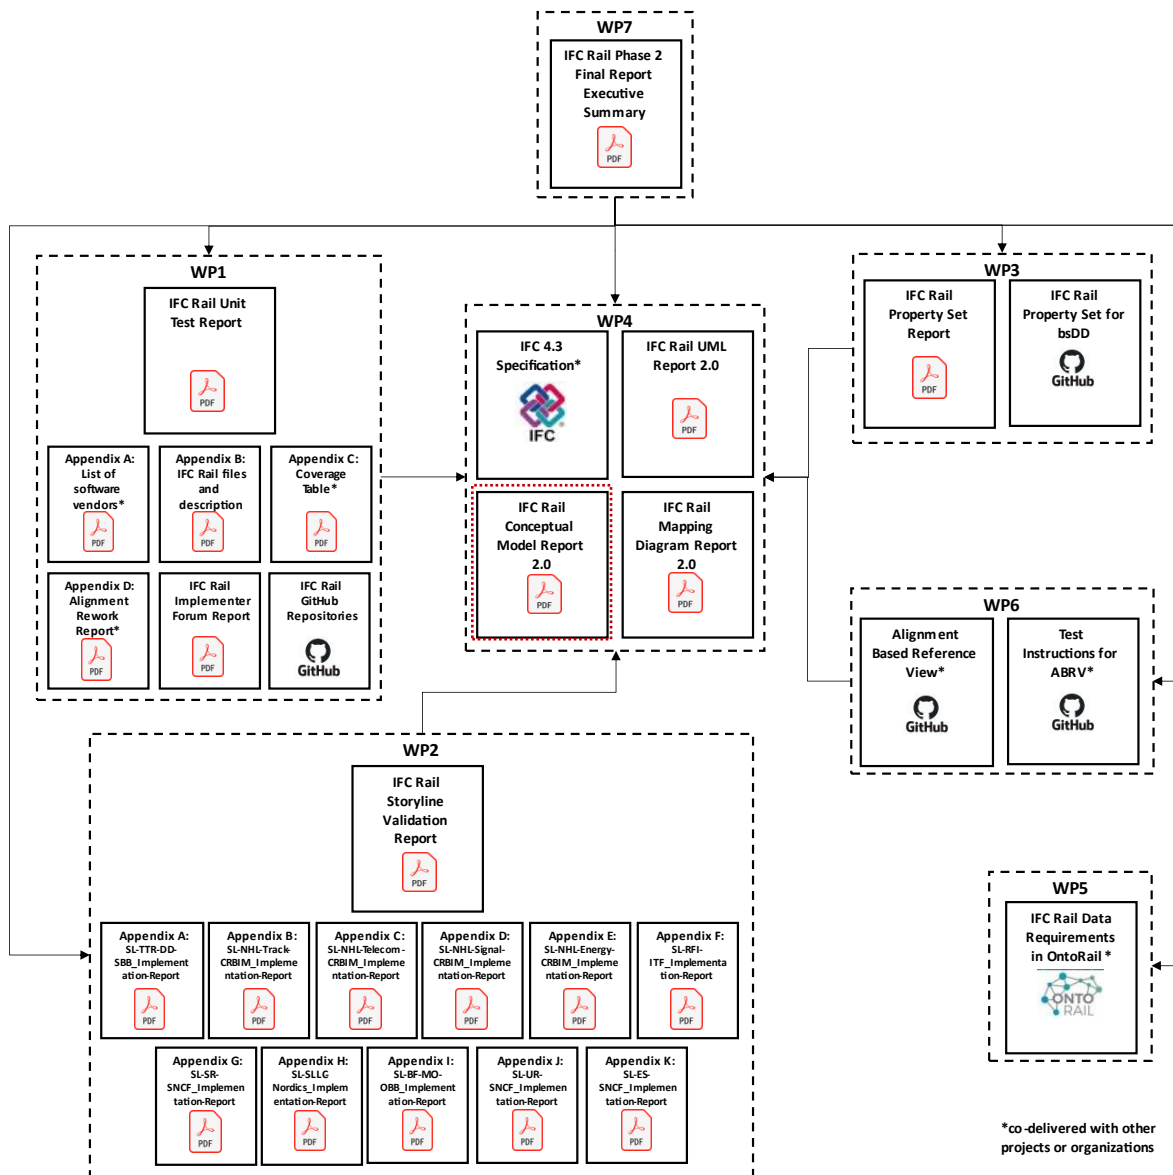 WP7
IFC Rail Phase 2
Final Report
Executive
Summary
PDF
WP1
IFC Rail Unit
Test Report
PDF
Appendix A:
List of
software
vendors*
PDF
Appendix B:
IFC Rail files
and
description
PDF
Appendix C:
Coverage
Table*
PDF
Appendix D:
Alignment
Rework
Report*
PDF
IFC Rail
Implementer
Forum Report
PDF
IFC Rail
GitHub
Repositories
GitHub
WP4
IFC 4.3
Specification*
IFC
IFC Rail UML
Report 2.0
PDF
IFC Rail
Conceptual
Model Report
2.0
PDF
IFC Rail
Mapping
Diagram Report
2.0
PDF
WP3
IFC Rail
Property Set
Report
PDF
IFC Rail
Property Set for
bsDD
GitHub
WP6
Alignment
Based Reference
View*
GitHub
Test
Instructions for
ABRV*
GitHub
WP2
IFC Rail
Storyline
Validation
Report
PDF
Appendix A:
SL-TTR-DD-
SBB_Implement
ation-Report
PDF
Appendix B:
SL-NHL-Track-
CRBIM_Impleme
ntation-Report
PDF
Appendix C:
SL-NHL-Telecom-
CRBIM_Impleme
ntation-Report
PDF
Appendix D:
SL-NHL-Signal-
CRBIM_Impleme
ntation-Report
PDF
Appendix E:
SL-NHL-Energy-
CRBIM_Impleme
ntation-Report
PDF
Appendix F:
SL-RFI-
ITF_Implementa
tion-Report
PDF
Appendix G:
SL-SR-
SNCF_Implemen
tation-Report
PDF
Appendix H:
SL-SLLG
Nordics_Implem
entation-Report
PDF
Appendix I:
SL-BF-MO-
OBB_Implement
ation-Report
PDF
Appendix J:
SL-UR-
SNCF_Implemen
tation-Report
PDF
Appendix K:
SL-ES-
SNCF_Implemen
tation-Report
PDF
WP5
IFC Rail Data
Requirements
in OntoRail *
ONTO
RAIL
*co-delivered with other
projects or organizations